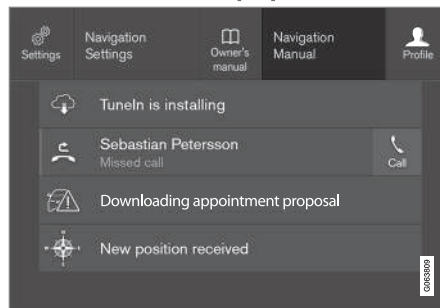 Settings
Navigation
Settings
Owner's
manual
Navigation
Manual
Profile
TuneIn is installing
Sebastian Petersson
Missed call
Call
Downloading appointment proposal
New position received
G063809